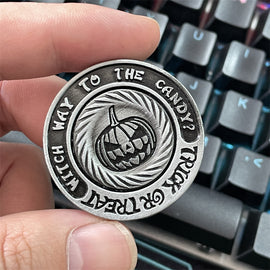 WITCH WAY TO THE CANDY?
TRICK OR TREAT